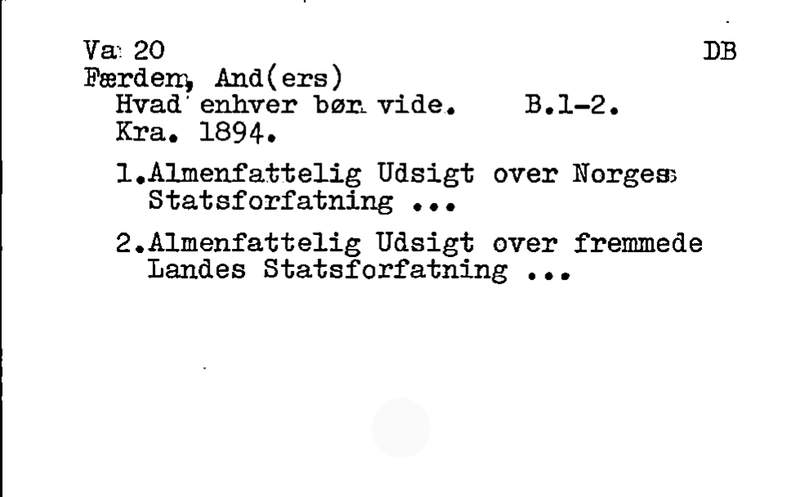 Va 20 DB
Færden, And(ers)
Hvad enhver bør vide. B.1-2.
Kra. 1894.
1.Almenfattelig Udsigt over Norges
Statsforfatning ...
2.Almenfattelig Udsigt over fremmede
Landes Statsforfatning ...